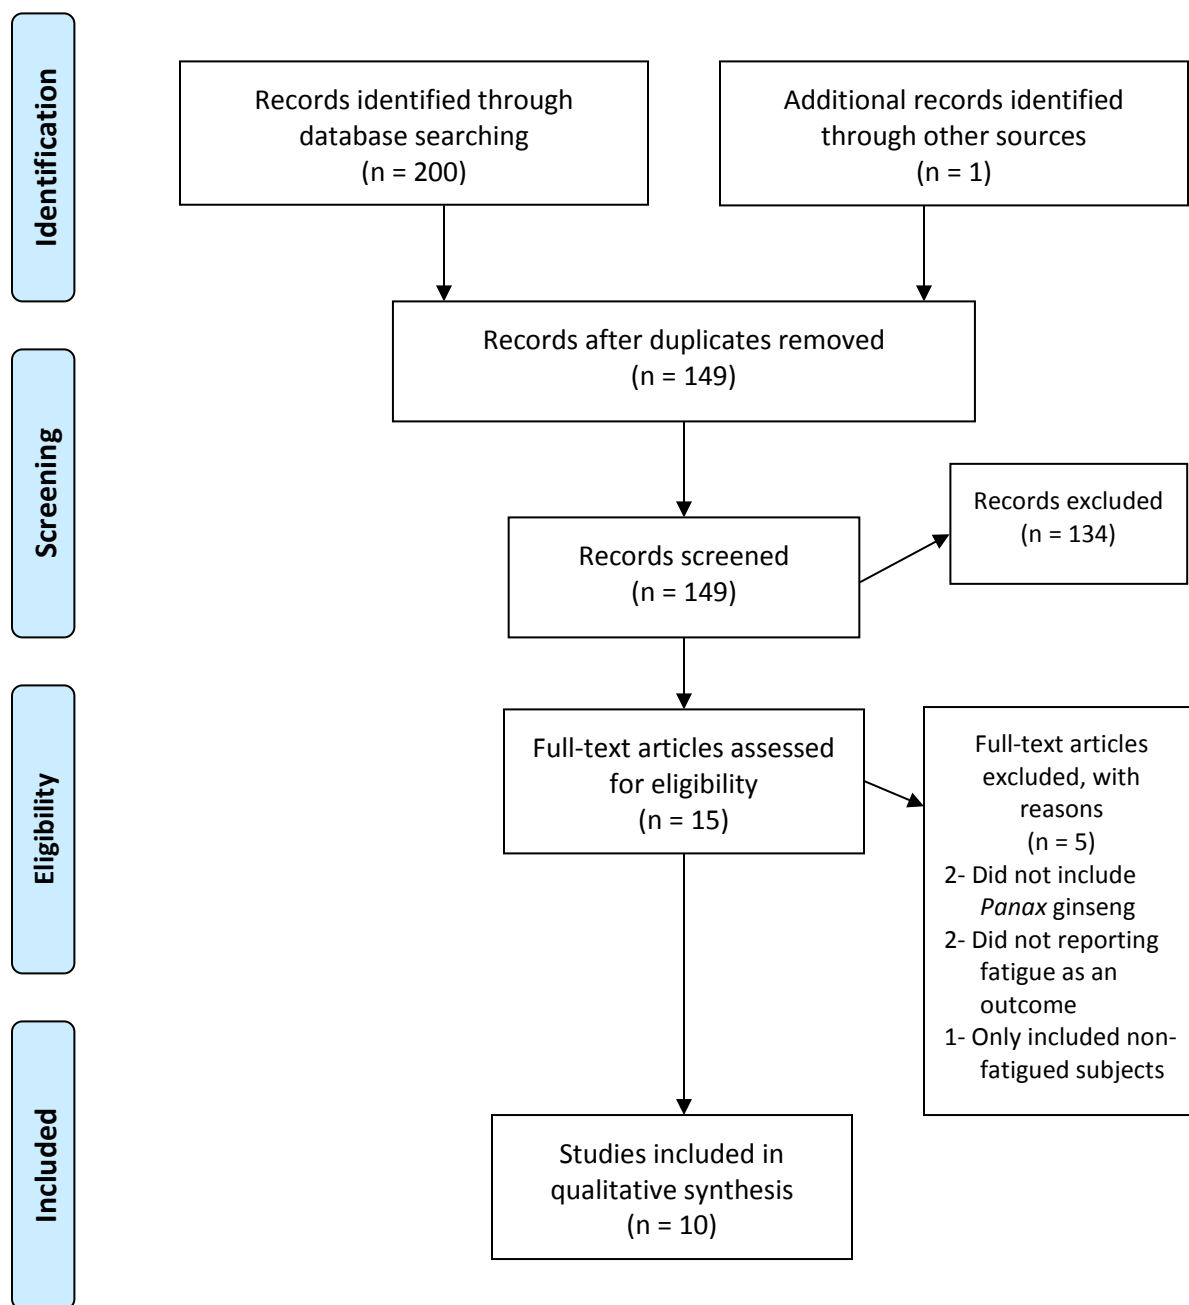 Identification
Records identified through
database searching
(n = 200)
Additional records identified
through other sources
(n = 1)
Records after duplicates removed
(n = 149)
Screening
Records screened
(n = 149)
Records excluded
(n = 134)
Eligibility
Full-text articles assessed
for eligibility
(n = 15)
Full-text articles
excluded, with
reasons
(n = 5)
2- Did not include
Panax ginseng
2- Did not reporting
fatigue as an
outcome
1- Only included non-
fatigued subjects
Included
Studies included in
qualitative synthesis
(n = 10)